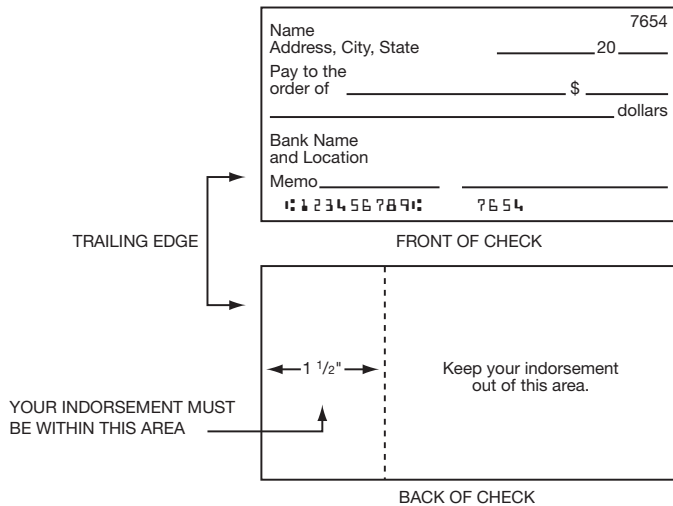 7654
Name
Address, City, State 20
Pay to the
order of $
dollars
Bank Name
and Location
Memo
⑆123456789⑆ 7654
TRAILING EDGE
FRONT OF CHECK
1 1/2"
Keep your indorsement
out of this area.
YOUR INDORSEMENT MUST
BE WITHIN THIS AREA
BACK OF CHECK